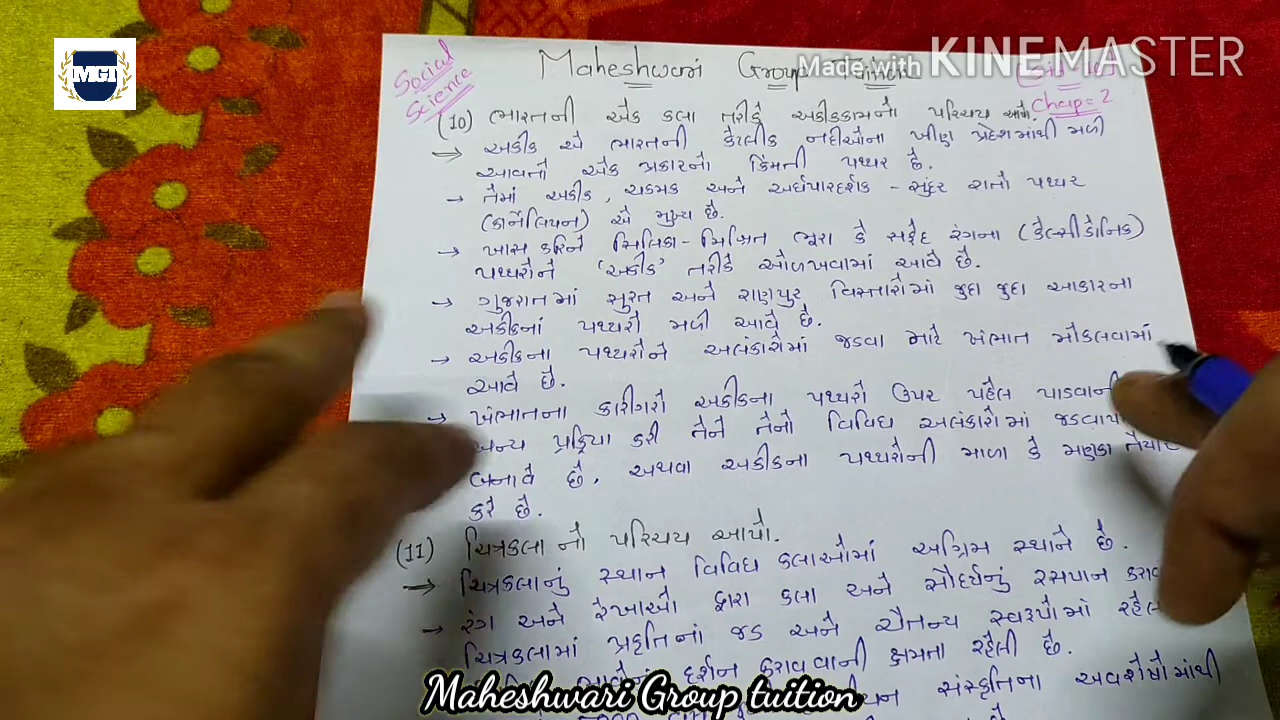 MGI
Made with KINEMASTER
Social Science
Maheshwari Group Tuition
Chap = 2
(10) ભારતની એક કલા તરીકે અકીકકામનો પરિચય આપો.
⇒ અકીક એ ભારતની કેટલીક નદીઓના ખીણ પ્રદેશમાંથી મળી
આવતો એક પ્રકારનો કિંમતી પથ્થર છે.
→ તેમાં અકીક, ચકમક અને અર્ધપારદર્શક - સુંદર રાતો પથ્થર
(કાર્નેલિયન) એ મુખ્ય છે.
→ ખાસ કરિને સિલિકા - મિશ્રિત ભૂરા કે સફેદ રંગના (કેલ્સીડોનિક)
પથ્થરોને 'અકીક' તરીકે ઓળખવામાં આવે છે.
→ ગુજરાતમાં સુરત અને રાણપુર વિસ્તારોમાં જુદા જુદા આકારના
અકીકનાં પથ્થરો મળી આવે છે.
→ અકીકના પથ્થરોને અલંકારોમાં જડવા માટે ખંભાત મોકલવામાં
આવે છે.
→ ખંભાતના કારીગરો અકીકના પથ્થરો ઉપર પહેલ પાડવાની
અન્ય પ્રક્રિયા કરી તેને તેનો વિવિધ અલંકારોમાં
બનાવે છે. અથવા અકીકના પથ્થરોની માળા કે મણકા તૈયાર
કરે છે.
(11) ચિત્રકલાનો પરિચય આપો.
→ ચિત્રકલાનું સ્થાન વિવિધ કલાઓમાં અગ્રિમ સ્થાને છે.
→ રંગ અને રેખાઓ દ્વારા કલા અને સૌદર્યનું રસપાન
ચિત્રકલામાં પ્રકૃતિનાં જડ અને ચૈતન્ય સ્વરૂપોમાં
દર્શન કરાવવાની ક્ષમતા રહેલી છે.
સંસ્કૃતિના અવશેષોમાંથી
Maheshwari Group tuition